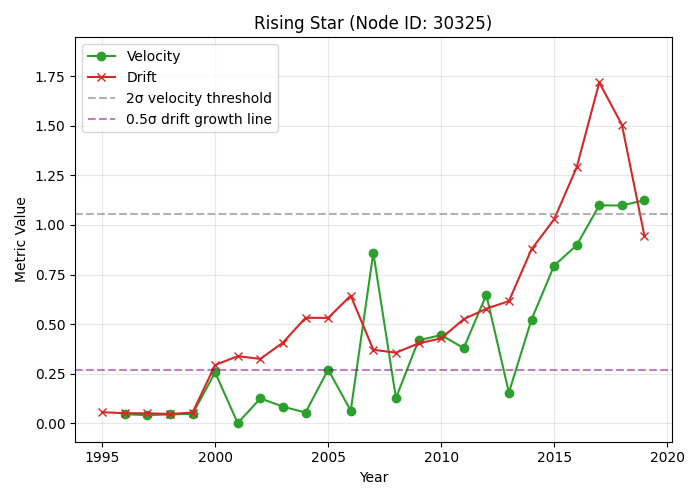 Rising Star (Node ID: 30325)
Velocity
Drift
2σ velocity threshold
0.5σ drift growth line
Metric Value
1.75
1.50
1.25
1.00
0.75
0.50
0.25
0.00
1995
2000
2005
2010
2015
2020
Year